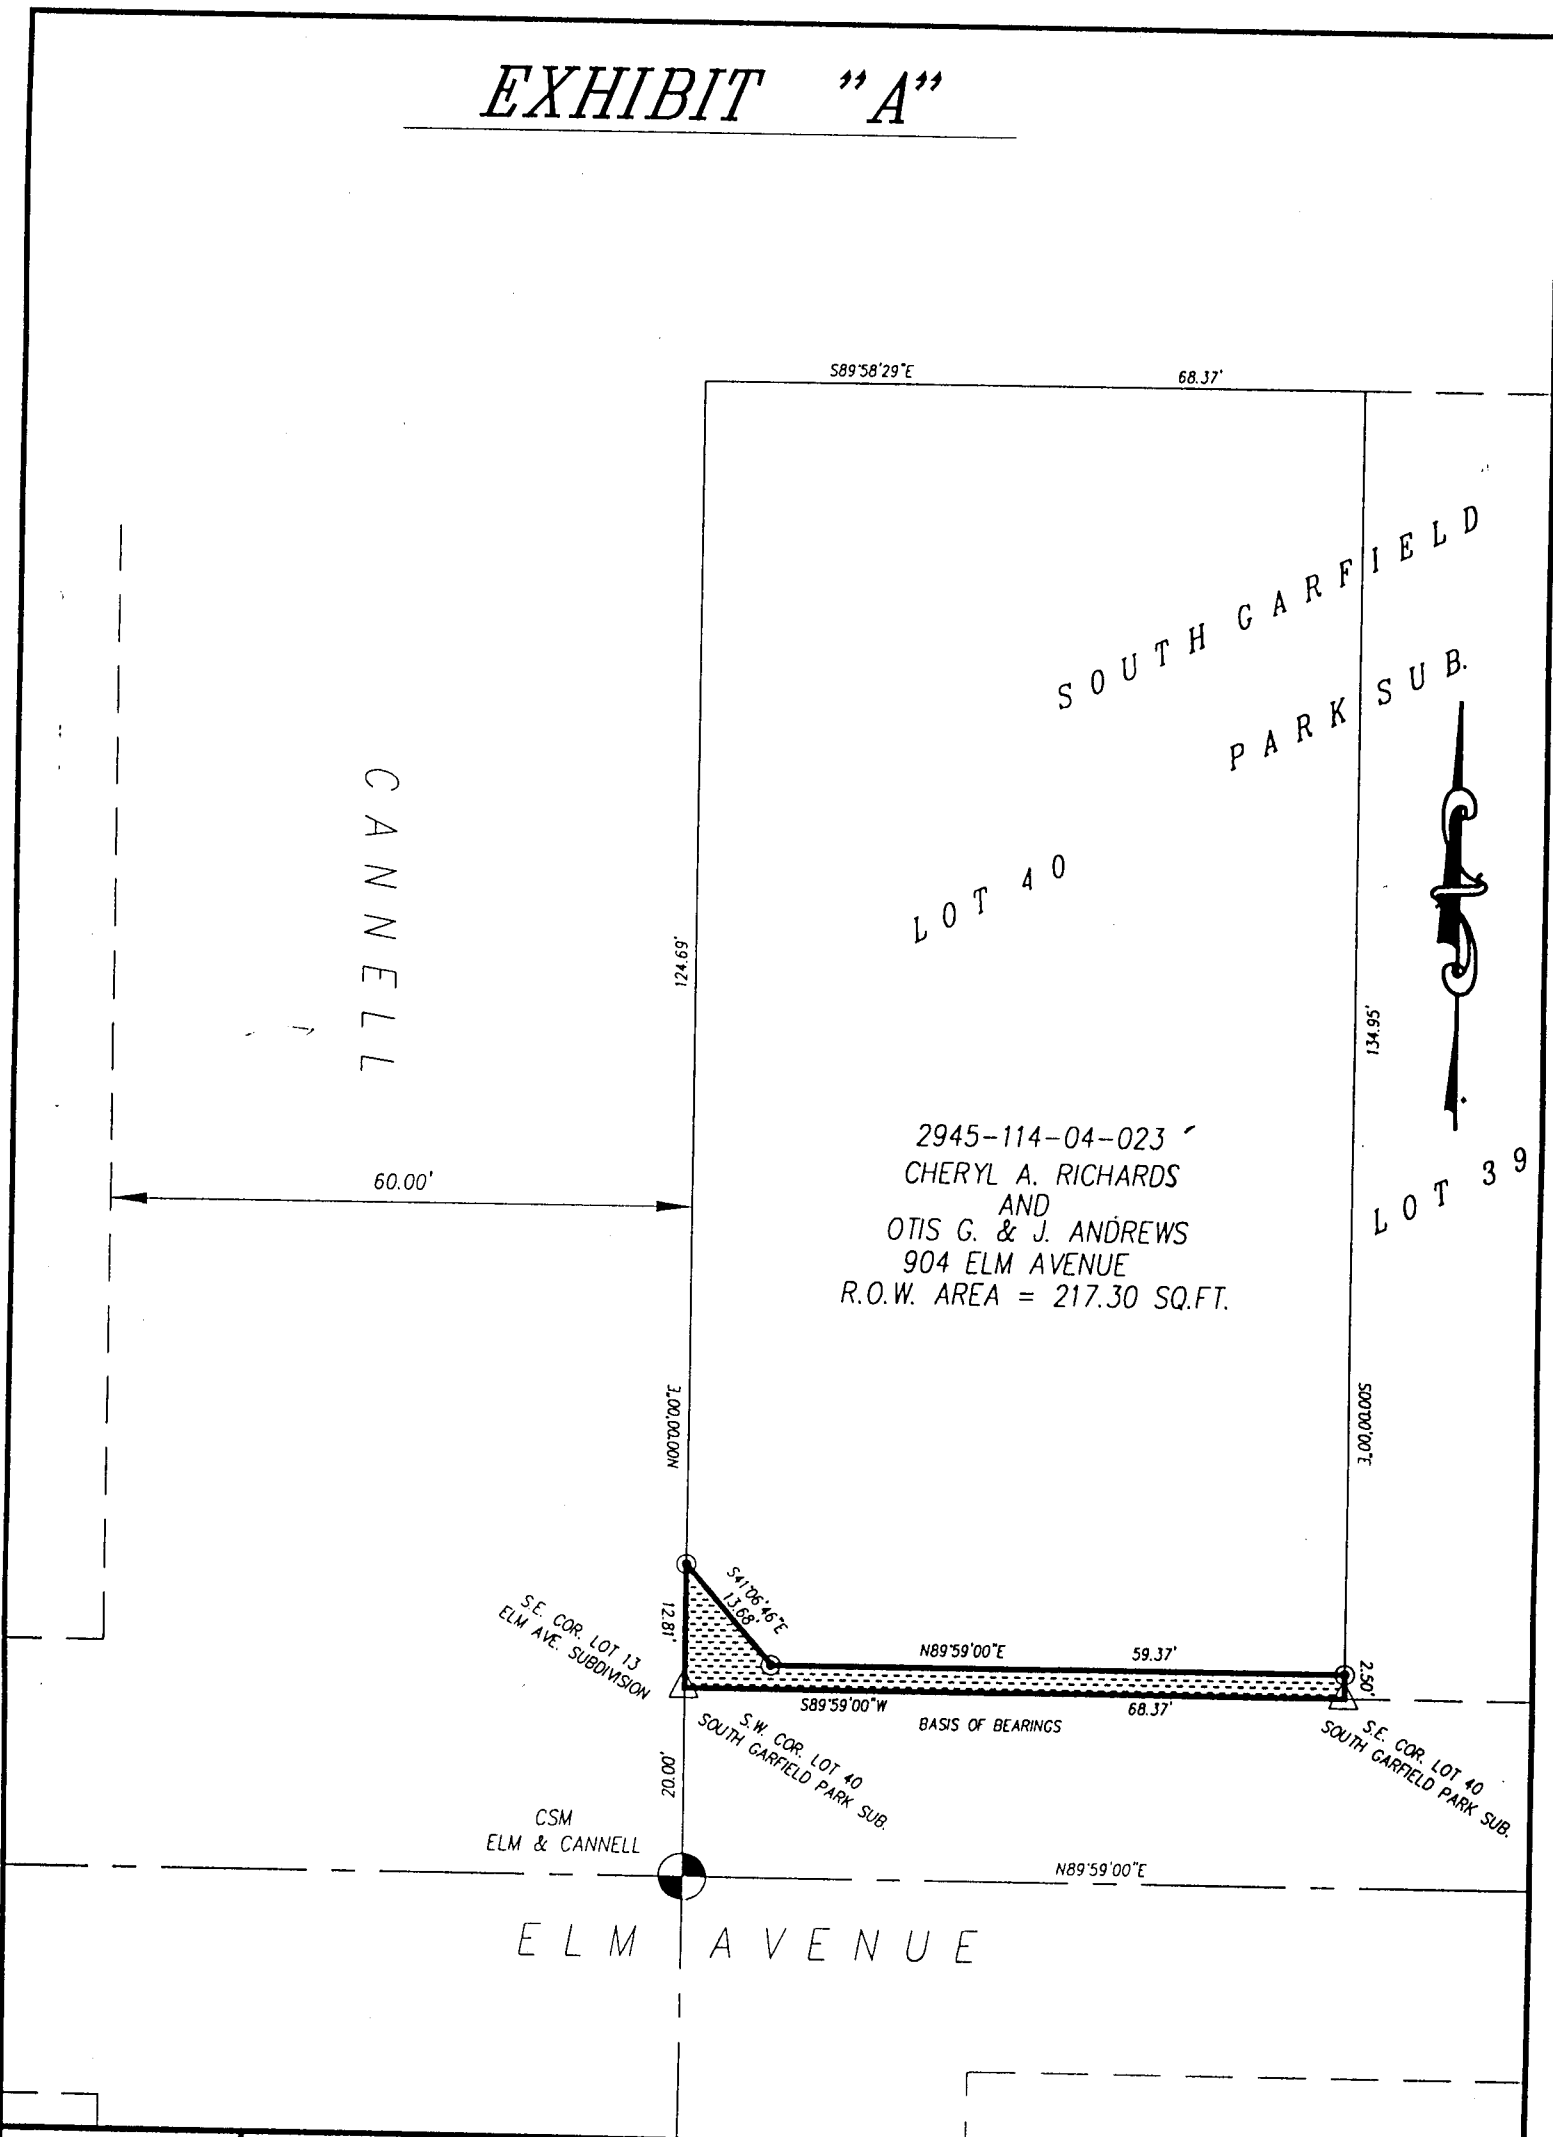 EXHIBIT "A"
S89°58'29"E 68.37'
SOUTH GARFIELD
PARK SUB.
CANNELL
LOT 40
124.69'
134.95'
2945-114-04-023
CHERYL A. RICHARDS
AND
OTIS G. & J. ANDREWS
904 ELM AVENUE
R.O.W. AREA = 217.30 SQ.FT.
LOT 39
60.00'
N00°00'00"E
S00°00'00"E
S41°06'46"E
13.68'
12.81'
S.E. COR. LOT 13
ELM AVE. SUBDIVISION
N89°59'00"E 59.37'
2.50'
S89°59'00"W 68.37'
BASIS OF BEARINGS
S.W. COR. LOT 40
SOUTH GARFIELD PARK SUB.
S.E. COR. LOT 40
SOUTH GARFIELD PARK SUB.
20.00'
CSM
ELM & CANNELL
N89°59'00"E
ELM AVENUE